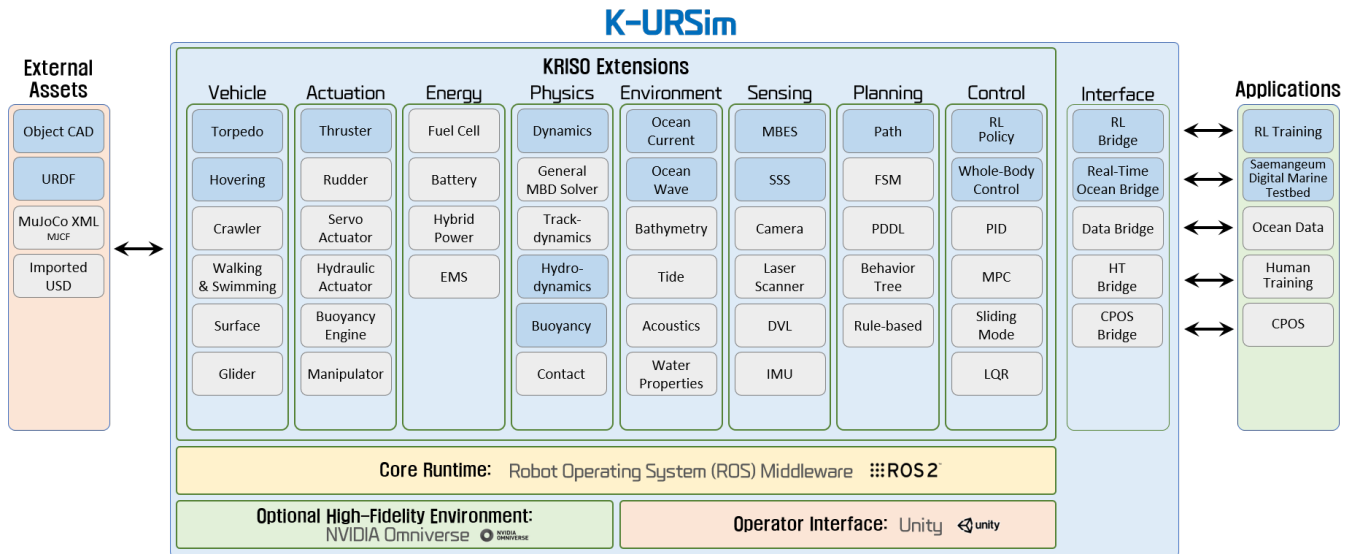 K-URSim
External
Assets
Object CAD
URDF
MuJoCo XML
MJCF
Imported
USD
KRISO Extensions
Vehicle
Torpedo
Hovering
Crawler
Walking
& Swimming
Surface
Glider
Actuation
Thruster
Rudder
Servo
Actuator
Hydraulic
Actuator
Buoyancy
Engine
Manipulator
Energy
Fuel Cell
Battery
Hybrid
Power
EMS
Physics
Dynamics
General
MBD Solver
Track-
dynamics
Hydro-
dynamics
Buoyancy
Contact
Environment
Ocean
Current
Ocean
Wave
Bathymetry
Tide
Acoustics
Water
Properties
Sensing
MBES
SSS
Camera
Laser
Scanner
DVL
IMU
Planning
Path
FSM
PDDL
Behavior
Tree
Rule-based
Control
RL
Policy
Whole-Body
Control
PID
MPC
Sliding
Mode
LQR
Interface
RL
Bridge
Real-Time
Ocean Bridge
Data Bridge
HT
Bridge
CPOS
Bridge
Applications
RL Training
Saemangeum
Digital Marine
Testbed
Ocean Data
Human
Training
CPOS
Core Runtime: Robot Operating System (ROS) Middleware ROS 2
Optional High-Fidelity Environment:
NVIDIA Omniverse NVIDIA OMNIVERSE
Operator Interface: Unity unity